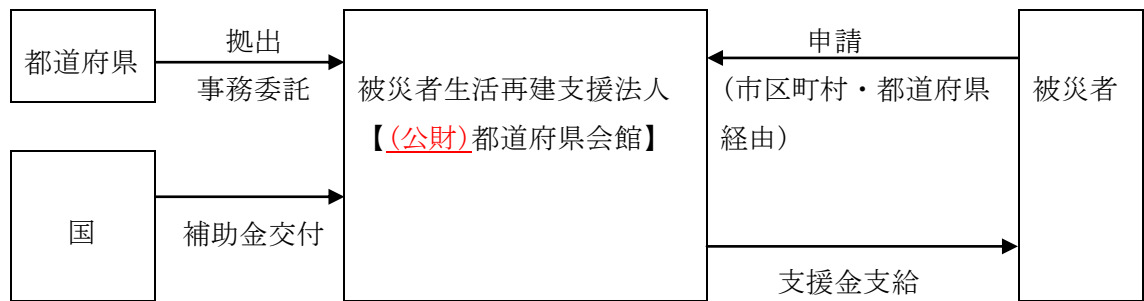 都道府県
拠出
事務委託
被災者生活再建支援法人
【(公財)都道府県会館】
申請
(市区町村・都道府県
経由)
被災者
国
補助金交付
支援金支給